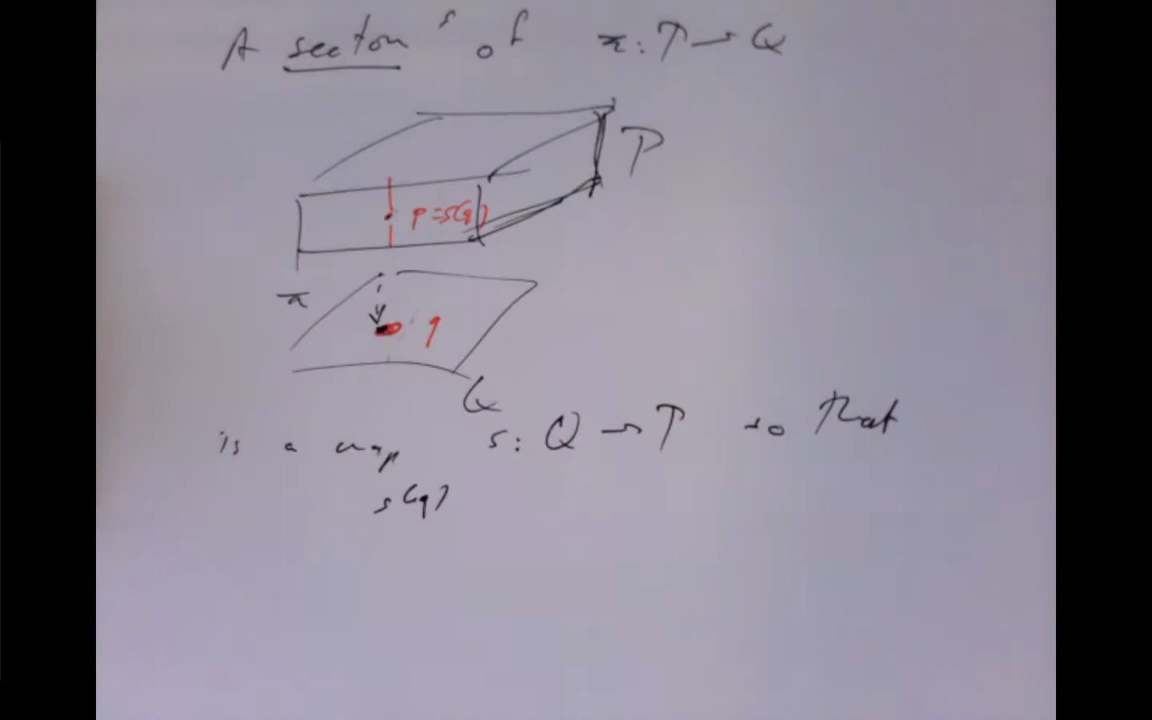 A section s of π: P → Q
P
p = s(q)
π
q
Q
is a map s: Q → P so that
s(q)